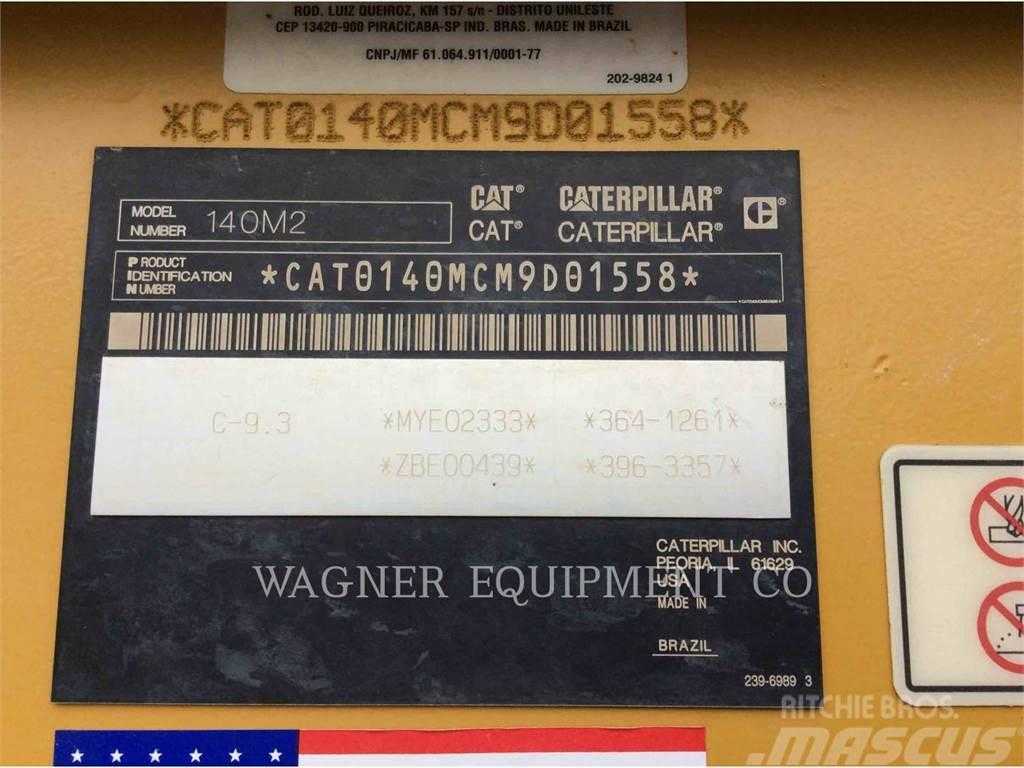 ROD. LUIZ QUEIROZ, KM 157 s/n - DISTRITO UNILESTE
CEP 13420-900 PIRACICABA-SP IND. BRAS. MADE IN BRAZIL
CNPJ/MF 61.064.911/0001-77
202-9824 1
*CAT0140MCM9D01558*
MODEL NUMBER 140M2
CAT® CATERPILLAR®
CAT® CATERPILLAR®
PRODUCT IDENTIFICATION NUMBER *CAT0140MCM9D01558*
C-9.3 *MYE02333* *364-1261*
*ZBE00439* *396-3357*
CATERPILLAR INC.
PEORIA, IL 61629
USA
WAGNER EQUIPMENT CO
MADE IN
BRAZIL
239-6989 3
RITCHIE BROS.
MASCUS